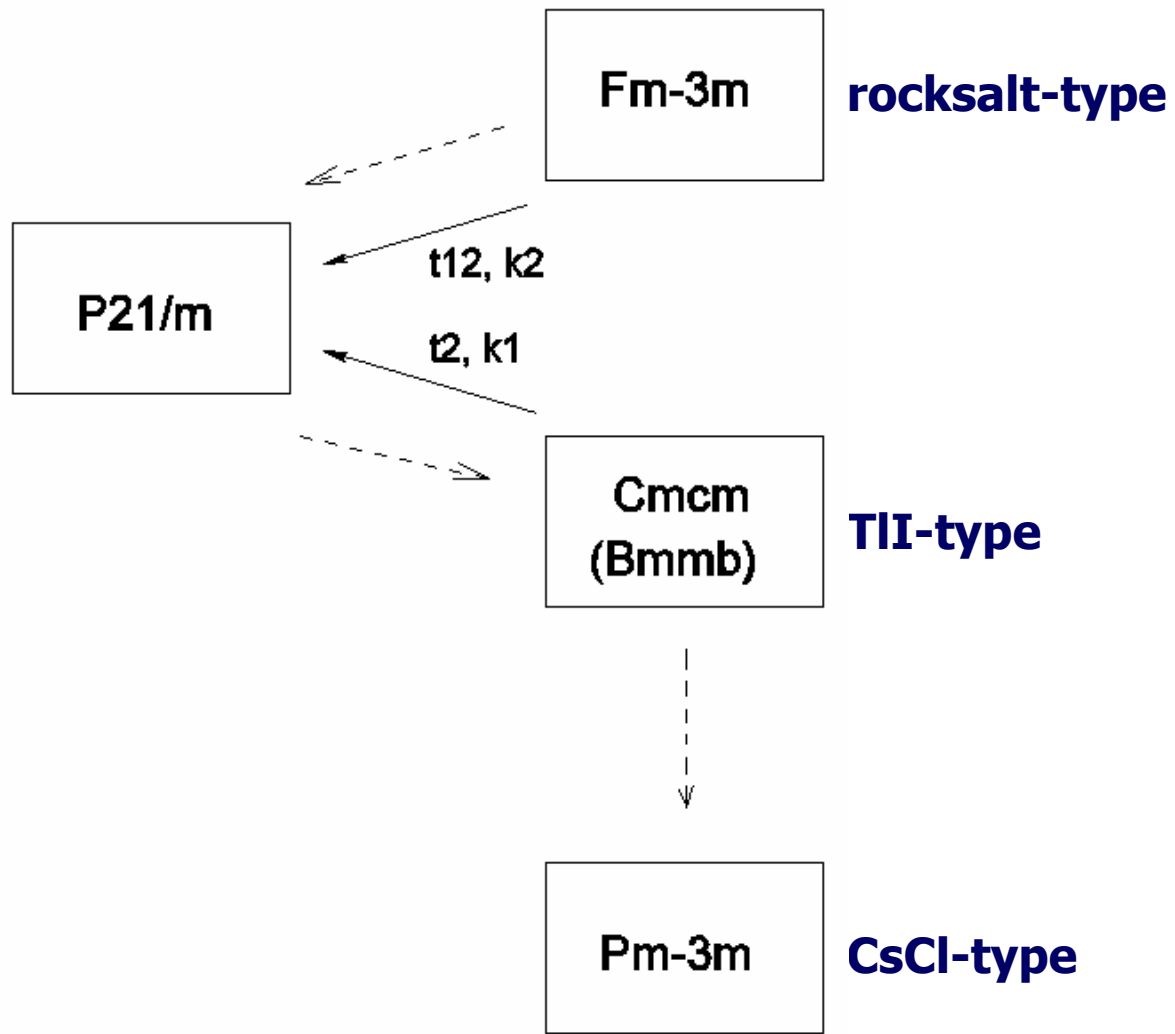 Fm-3m
rocksalt-type
t12, k2
P21/m
t2, k1
Cmcm
(Bmmb)
TlI-type
Pm-3m
CsCl-type